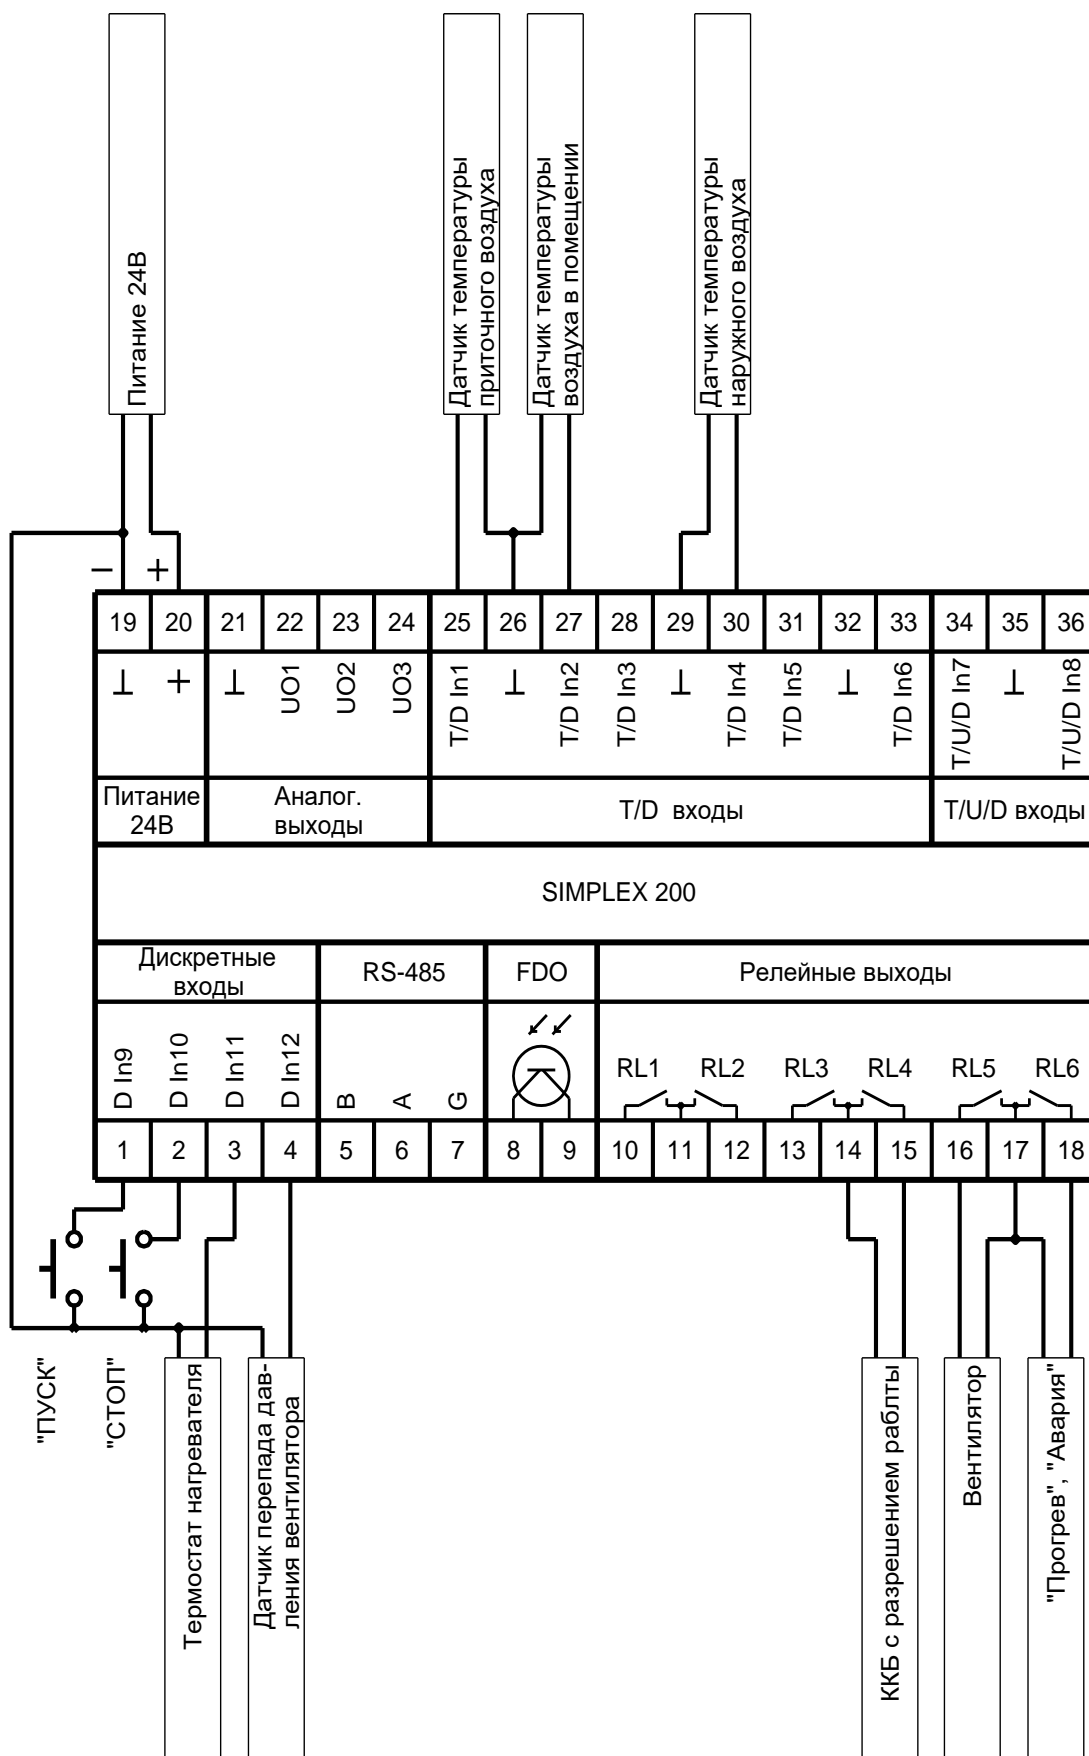 Питание 24В
Датчик температуры
приточного воздуха
Датчик температуры
воздуха в помещении
Датчик температуры
наружного воздуха
− +
19 20 21 22 23 24 25 26 27 28 29 30 31 32 33 34 35 36
⊥ + ⊥ UO1 UO2 UO3 T/D In1 ⊥ T/D In2 T/D In3 ⊥ T/D In4 T/D In5 ⊥ T/D In6 T/U/D In7 ⊥ T/U/D In8
Питание
24В
Аналог.
выходы
T/D входы
T/U/D входы
SIMPLEX 200
Дискретные
входы
RS-485
FDO
Релейные выходы
D In9 D In10 D In11 D In12 B A G
RL1 RL2 RL3 RL4 RL5 RL6
1 2 3 4 5 6 7 8 9 10 11 12 13 14 15 16 17 18
"ПУСК"
"СТОП"
Термостат нагревателя
Датчик перепада дав-
ления вентилятора
ККБ с разрешением раблты
Вентилятор
"Прогрев", "Авария"